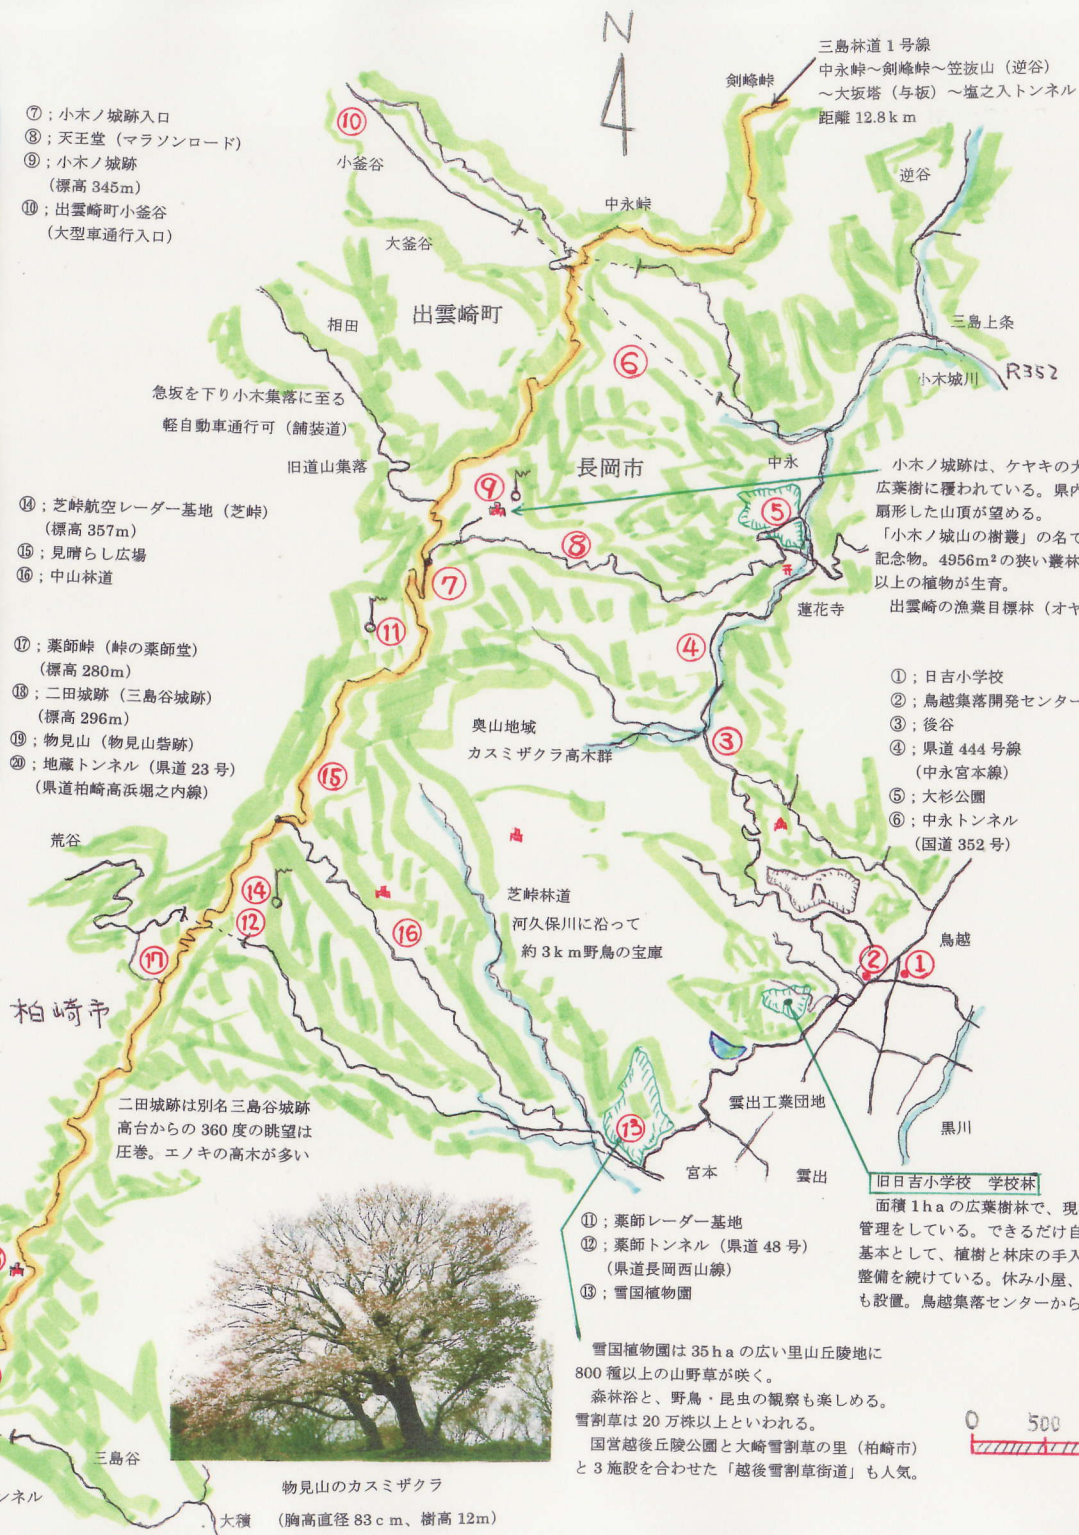 N
三島林道１号線
中永峠～剣峰峠～笠抜山（逆谷）
～大坂塔（与板）～塩之入トンネル
距離 12.8ｋｍ
剣峰峠
⑦；小木ノ城跡入口
⑧；天王堂（マラソンロード）
⑨；小木ノ城跡
（標高 345m）
⑩；出雲崎町小釜谷
（大型車通行入口）
⑩
小釜谷
逆谷
中永峠
大釜谷
相田
出雲崎町
三島上条
⑥
小木城川
R352
急坂を下り小木集落に至る
軽自動車通行可（舗装道）
旧道山集落
長岡市
中永
⑨
⑤
⑧
⑦
⑪
蓮花寺
④
小木ノ城跡は、ケヤキの大
広葉樹に覆われている。県内
扇形した山頂が望める。
「小木ノ城山の樹叢」の名で
記念物。4956m²の狭い叢林
以上の植物が生育。
出雲崎の漁業目標林（オヤ
⑭；芝峠航空レーダー基地（芝峠）
（標高 357m）
⑮；見晴らし広場
⑯；中山林道
⑰；薬師峠（峠の薬師堂）
（標高 280m）
⑱；二田城跡（三島谷城跡）
（標高 296m）
⑲；物見山（物見山砦跡）
⑳；地蔵トンネル（県道 23 号）
（県道柏崎高浜堀之内線）
①；日吉小学校
②；鳥越集落開発センター
③；後谷
④；県道 444 号線
（中永宮本線）
⑤；大杉公園
⑥；中永トンネル
（国道 352 号）
奥山地域
カスミザクラ高木群
③
⑮
荒谷
⑭
⑫
⑯
⑰
芝峠林道
河久保川に沿って
約３ｋｍ野鳥の宝庫
鳥越
②
①
柏崎市
二田城跡は別名三島谷城跡
高台からの 360 度の眺望は
圧巻。エノキの高木が多い
雲出工業団地
黒川
⑬
宮本
雲出
旧日吉小学校　学校林
面積１ｈａの広葉樹林で、現
管理をしている。できるだけ自
基本として、植樹と林床の手入
整備を続けている。休み小屋、
も設置。鳥越集落センターから
⑪；薬師レーダー基地
⑫；薬師トンネル（県道 48 号）
（県道長岡西山線）
⑬；雪国植物園
雪国植物園は 35ｈａの広い里山丘陵地に
800 種以上の山野草が咲く。
森林浴と、野鳥・昆虫の観察も楽しめる。
雪割草は 20 万株以上といわれる。
国営越後丘陵公園と大崎雪割草の里（柏崎市）
と３施設を合わせた「越後雪割草街道」も人気。
0　500
三島谷
ンネル
大積
物見山のカスミザクラ
（胸高直径 83ｃｍ、樹高 12m）